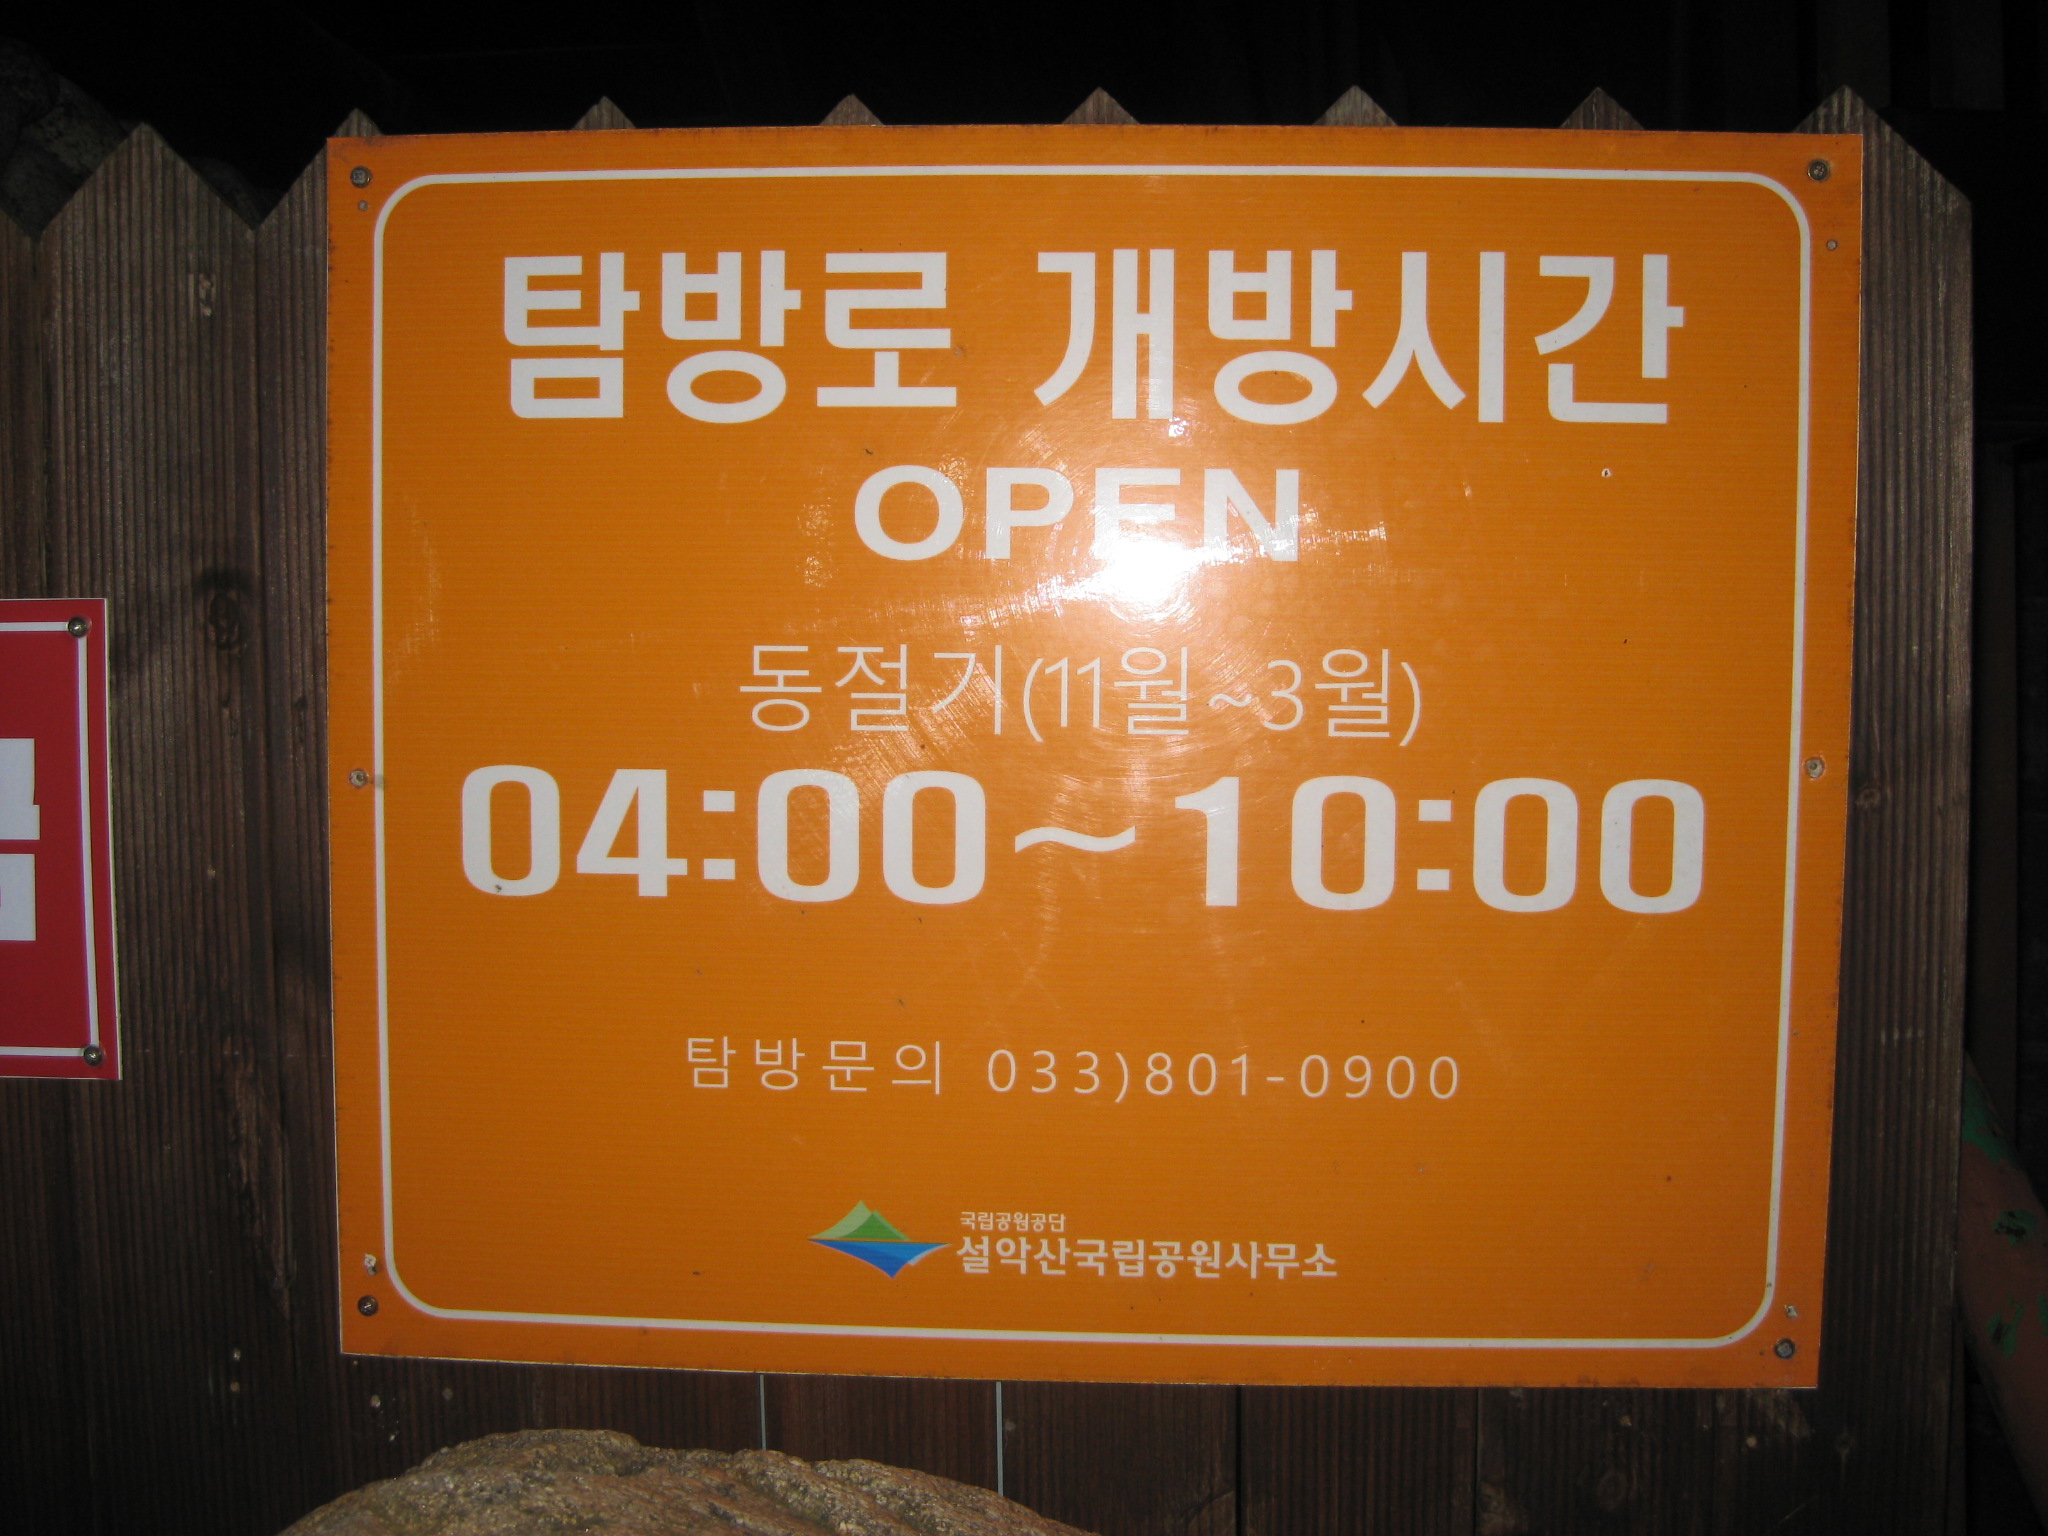 탐방로 개방시간
OPEN
동절기(11월~3월)
04:00~10:00
탐방문의 033)801-0900
국립공원공단
설악산국립공원사무소